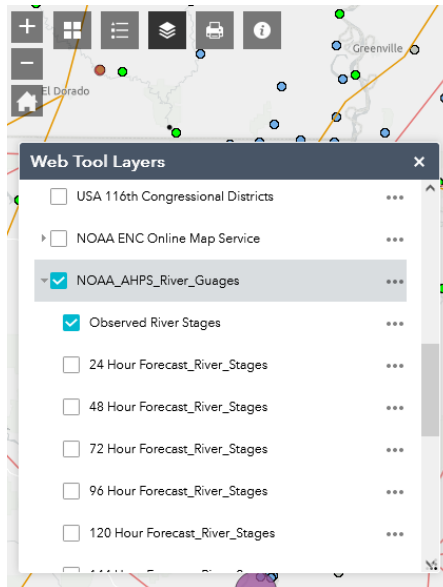 Greenville
El Dorado
Web Tool Layers
USA 116th Congressional Districts
NOAA ENC Online Map Service
NOAA_AHPS_River_Guages
Observed River Stages
24 Hour Forecast_River_Stages
48 Hour Forecast_River_Stages
72 Hour Forecast_River_Stages
96 Hour Forecast_River_Stages
120 Hour Forecast_River_Stages